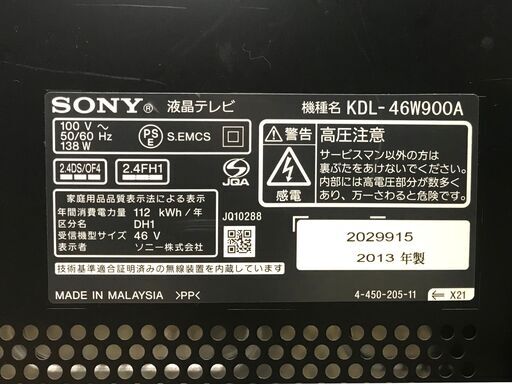 SONY® 液晶テレビ
機種名 KDL-46W900A
100 V ～
50/60 Hz
138 W
PS
E
S.EMCS
2.4DS/OF4
2.4FH1
JQA
家庭用品品質表示法による表示
年間消費電力量 112 kWh/年
区分名 DH1
受信機型サイズ 46 V
表示者 ソニー株式会社
JQ10288
技術基準適合証明済みの無線装置を内蔵しています
MADE IN MALAYSIA >PP<
警告
感電
高圧注意
サービスマン以外の方は
裏ぶたをあけないでください。
内部には高電圧部分が数多く
あり、万一さわると危険です。
2029915
2013 年製
4-450-205-11
X21